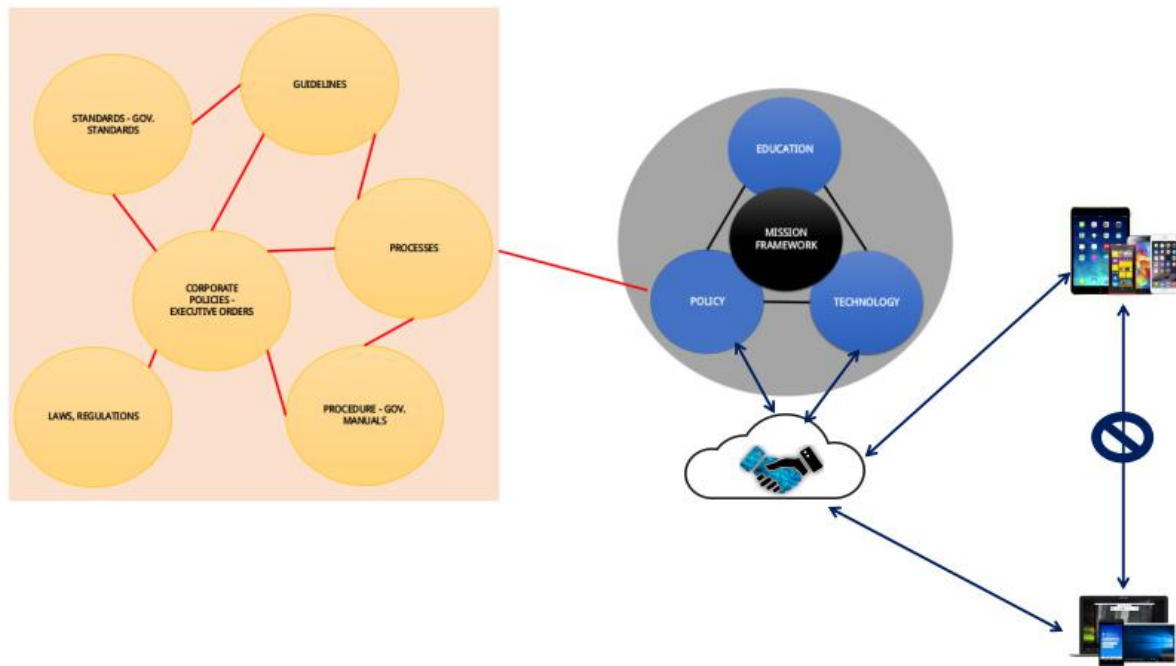 GUIDELINES
STANDARDS - GOV.
STANDARDS
PROCESSES
CORPORATE
POLICIES -
EXECUTIVE ORDERS
LAWS, REGULATIONS
PROCEDURE - GOV.
MANUALS
EDUCATION
MISSION
FRAMEWORK
POLICY
TECHNOLOGY